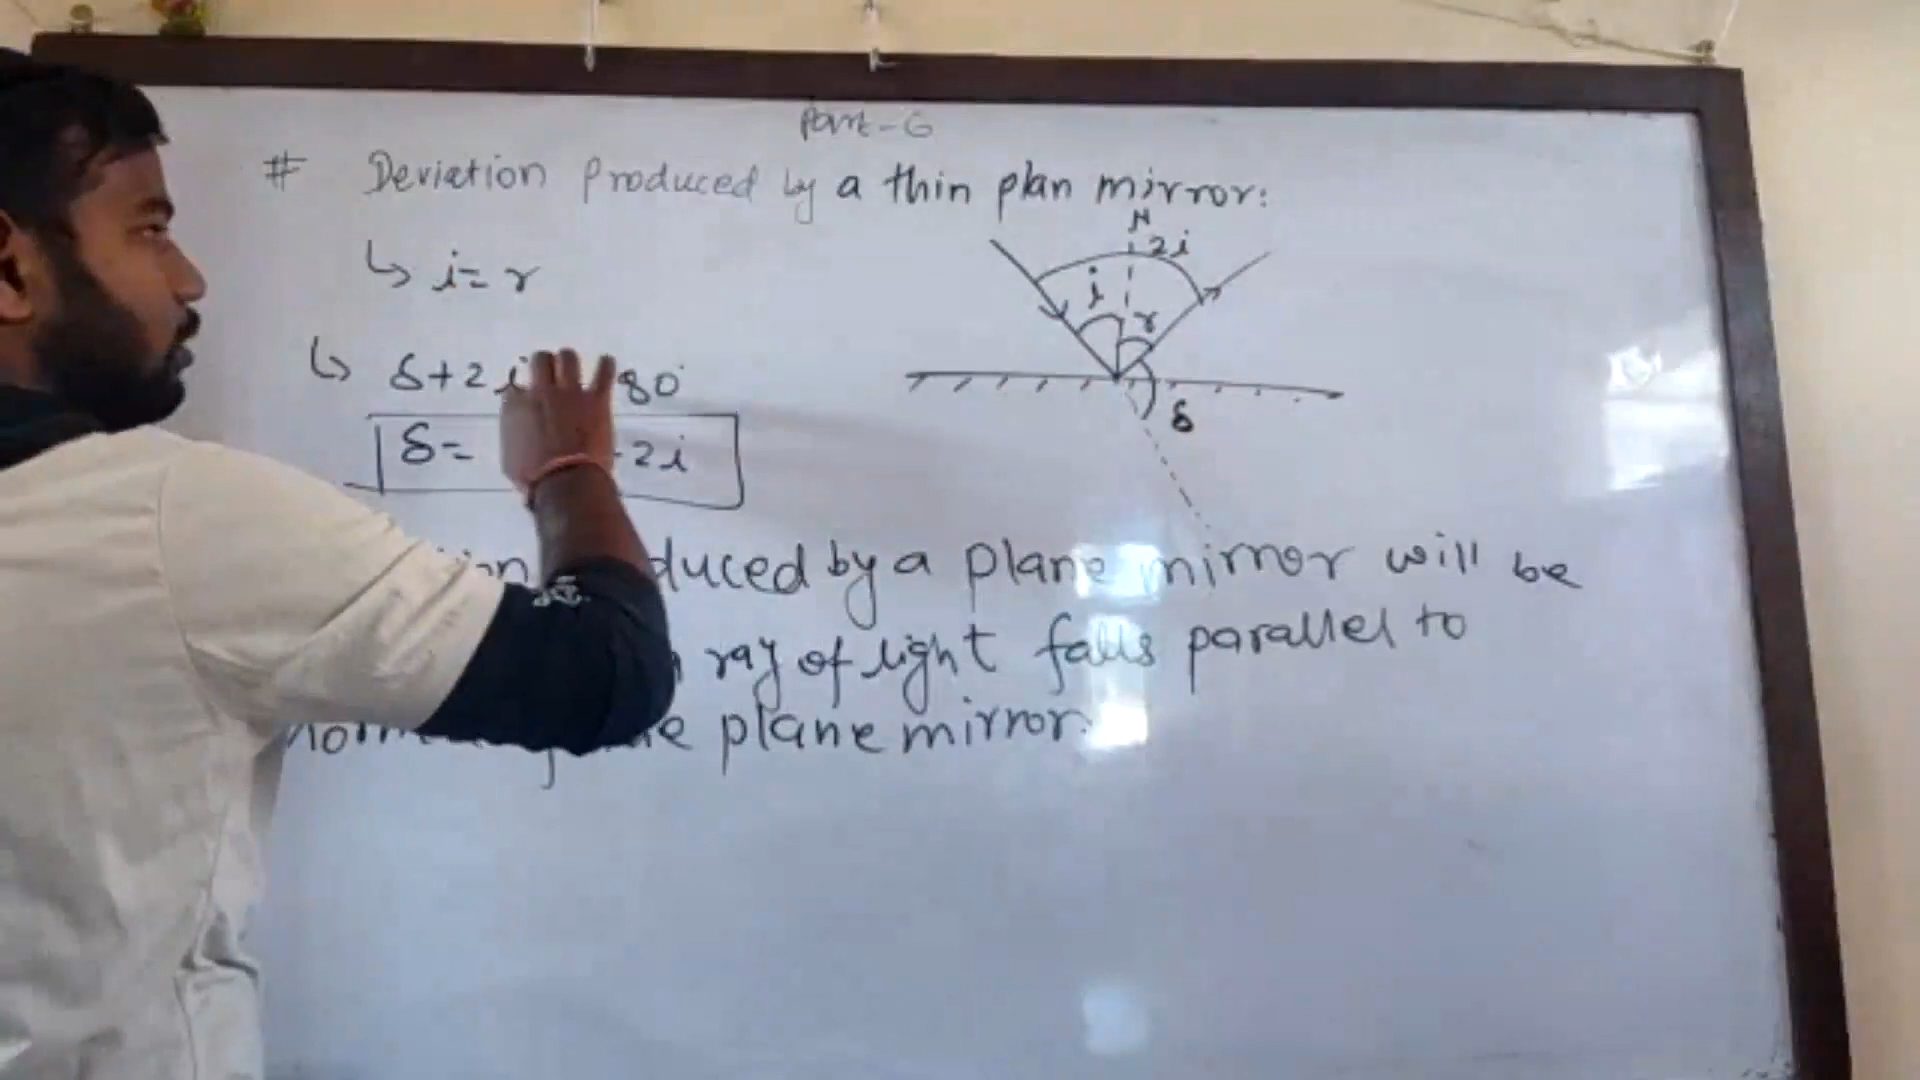 Part-6
# Deviation produced by a thin plan mirror:
↳ i = r
↳ δ+2i 80°
δ= -2i
N
2i
i
r
δ
by a plane mirror will be
ray of light falls parallel to
plane mirror.